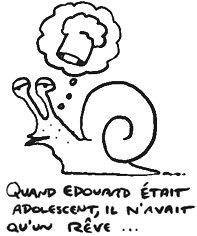 QUAND EDOUARD ÉTAIT
ADOLESCENT, IL N'AVAIT
QU'UN RÊVE ...